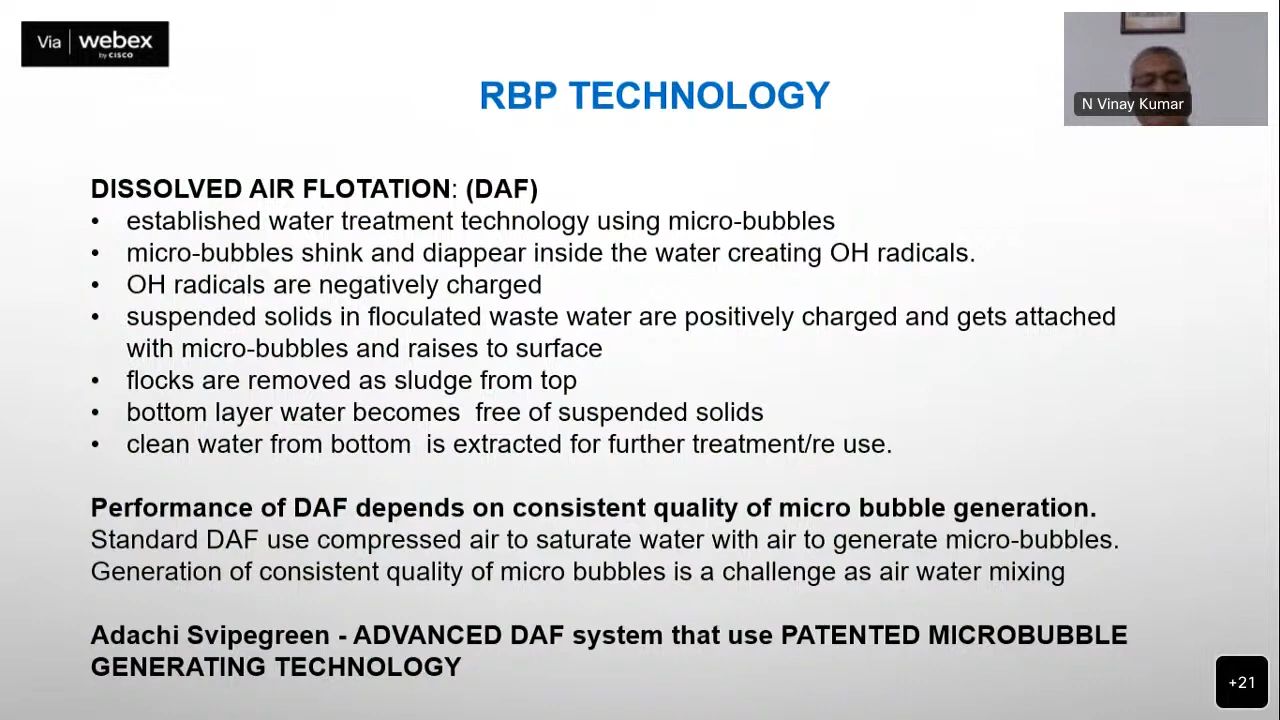 Via | webex
by CISCO
RBP TECHNOLOGY
N Vinay Kumar
DISSOLVED AIR FLOTATION: (DAF)
• established water treatment technology using micro-bubbles
• micro-bubbles shink and diappear inside the water creating OH radicals.
• OH radicals are negatively charged
• suspended solids in floculated waste water are positively charged and gets attached
with micro-bubbles and raises to surface
• flocks are removed as sludge from top
• bottom layer water becomes free of suspended solids
• clean water from bottom is extracted for further treatment/re use.
Performance of DAF depends on consistent quality of micro bubble generation.
Standard DAF use compressed air to saturate water with air to generate micro-bubbles.
Generation of consistent quality of micro bubbles is a challenge as air water mixing
Adachi Svipegreen - ADVANCED DAF system that use PATENTED MICROBUBBLE
GENERATING TECHNOLOGY
+21